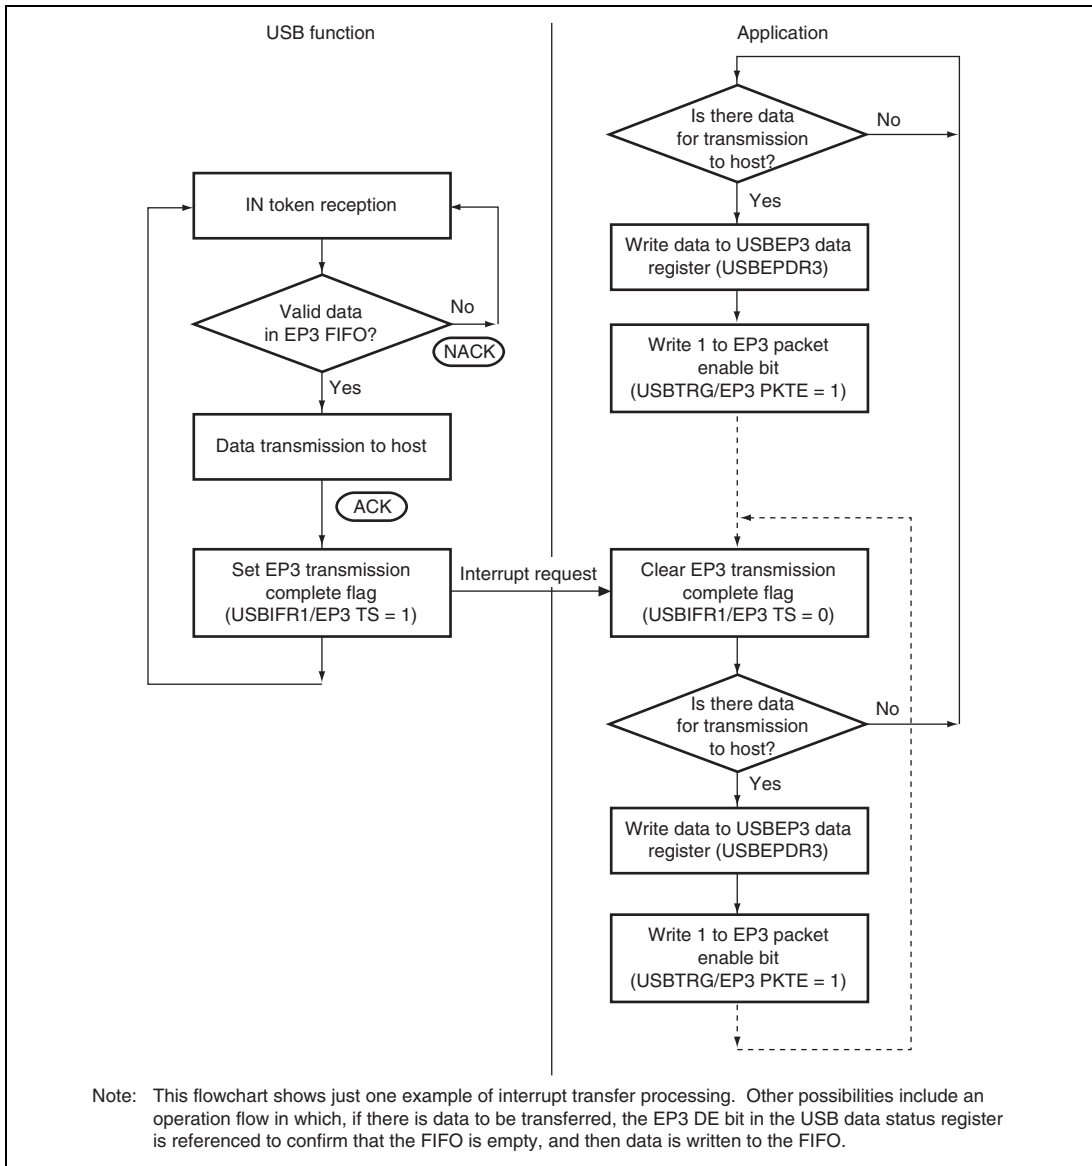 USB function
Application
Is there data
for transmission
to host?
No
Yes
IN token reception
Write data to USBEP3 data
register (USBEPDR3)
Valid data
in EP3 FIFO?
No
NACK
Yes
Write 1 to EP3 packet
enable bit
(USBTRG/EP3 PKTE = 1)
Data transmission to host
ACK
Set EP3 transmission
complete flag
(USBIFR1/EP3 TS = 1)
Interrupt request
Clear EP3 transmission
complete flag
(USBIFR1/EP3 TS = 0)
Is there data
for transmission
to host?
No
Yes
Write data to USBEP3 data
register (USBEPDR3)
Write 1 to EP3 packet
enable bit
(USBTRG/EP3 PKTE = 1)
Note: This flowchart shows just one example of interrupt transfer processing. Other possibilities include an
operation flow in which, if there is data to be transferred, the EP3 DE bit in the USB data status register
is referenced to confirm that the FIFO is empty, and then data is written to the FIFO.